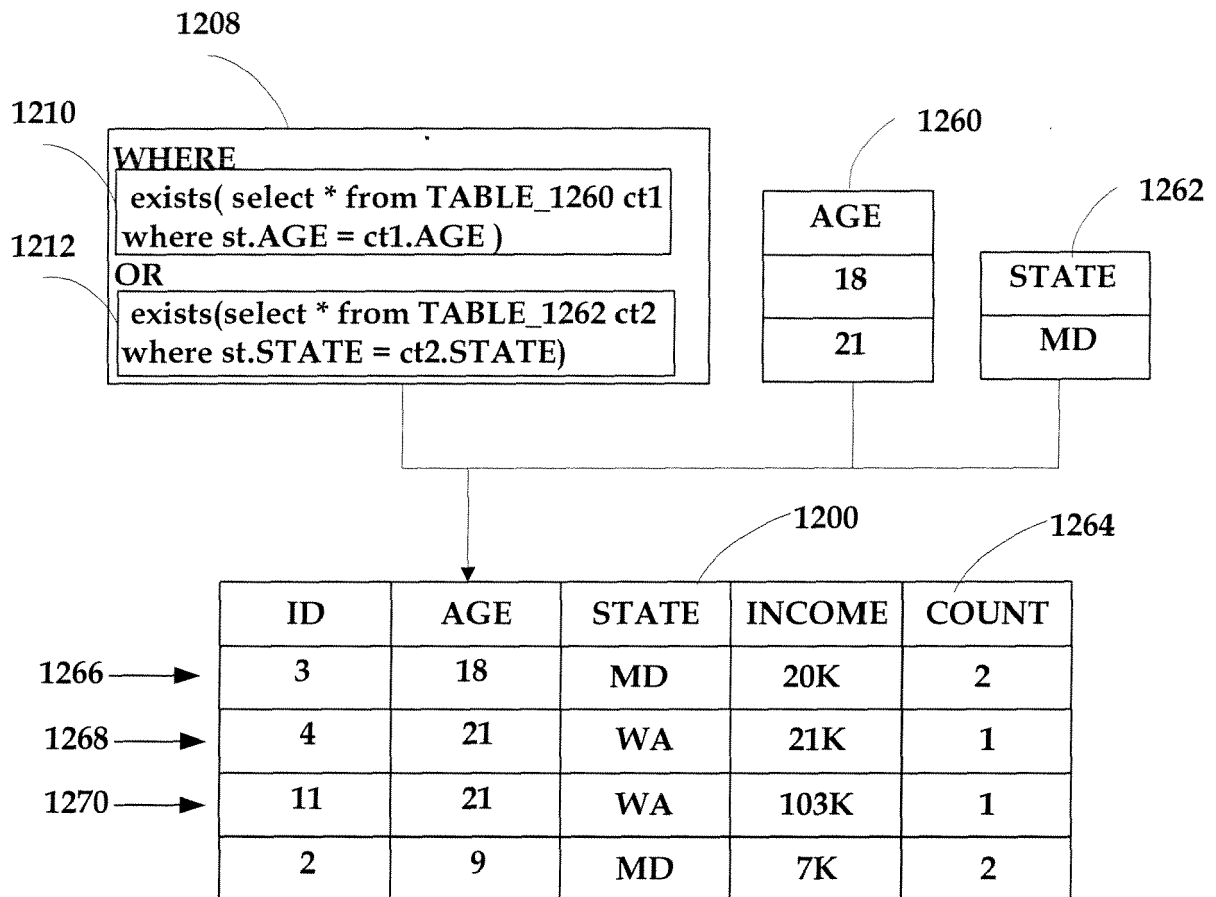 1208
1210
WHERE
exists( select * from TABLE_1260 ct1
where st.AGE = ct1.AGE )
1212
OR
exists(select * from TABLE_1262 ct2
where st.STATE = ct2.STATE)
1260
AGE
18
21
1262
STATE
MD
1200
1264
ID AGE STATE INCOME COUNT
1266 3 18 MD 20K 2
1268 4 21 WA 21K 1
1270 11 21 WA 103K 1
2 9 MD 7K 2